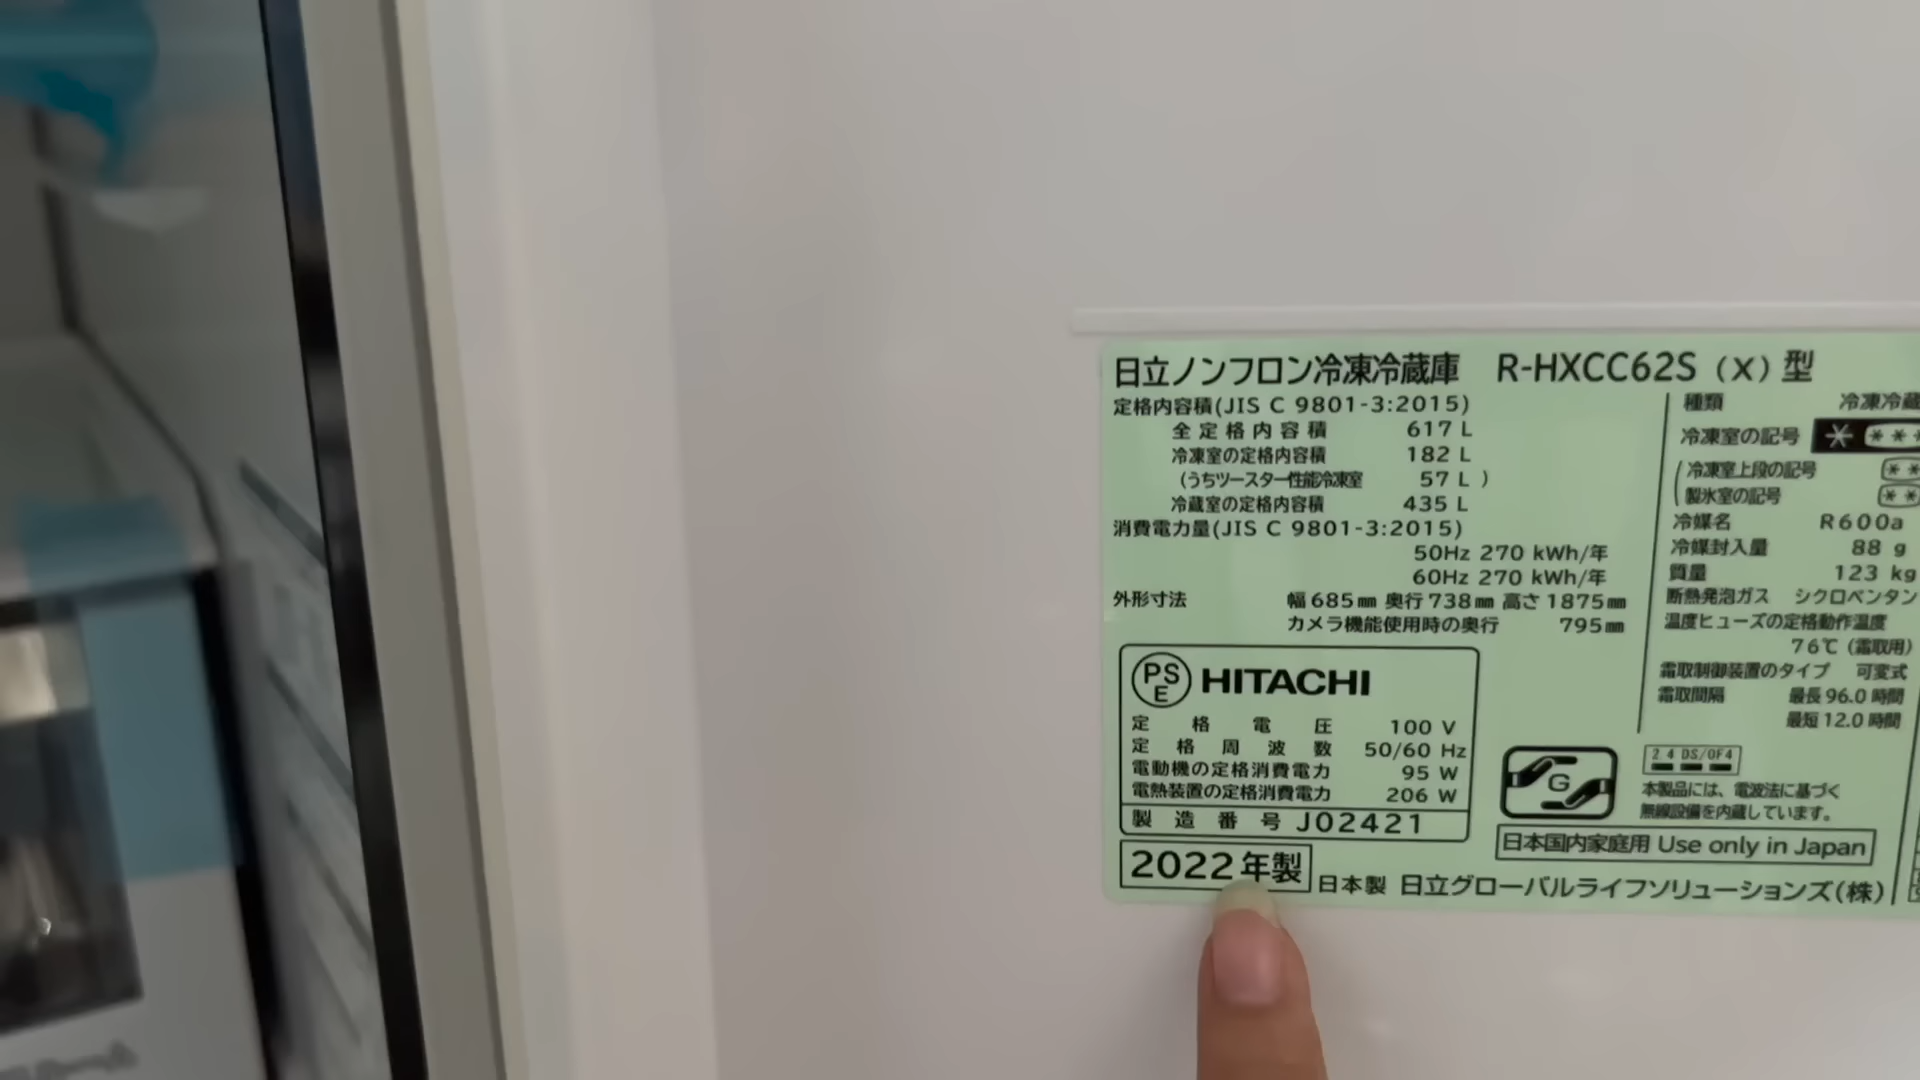 日立ノンフロン冷凍冷蔵庫 R-HXCC62S (X) 型
定格内容積(JIS C 9801-3:2015)
全定格内容積 617 L
冷凍室の定格内容積 182 L
(うちツースター性能冷凍室 57 L )
冷蔵室の定格内容積 435 L
消費電力量(JIS C 9801-3:2015)
50Hz 270 kWh/年
60Hz 270 kWh/年
外形寸法 幅685㎜ 奥行738㎜ 高さ1875㎜
カメラ機能使用時の奥行 795㎜
PS
E
HITACHI
定格電圧 100 V
定格周波数 50/60 Hz
電動機の定格消費電力 95 W
電熱装置の定格消費電力 206 W
製造番号 J02421
2022年製
日本製 日立グローバルライフソリューションズ(株)
種類 冷凍冷蔵
冷凍室の記号
(冷凍室上段の記号
製氷室の記号
冷媒名 R600a
冷媒封入量 88 g
質量 123 kg
断熱発泡ガス シクロペンタン
温度ヒューズの定格動作温度
76℃ (霜取用)
霜取制御装置のタイプ 可変式
霜取間隔 最長96.0時間
最短12.0時間
G
2.4 DS/OF4
本製品には、電波法に基づく
無線設備を内蔵しています。
日本国内家庭用 Use only in Japan